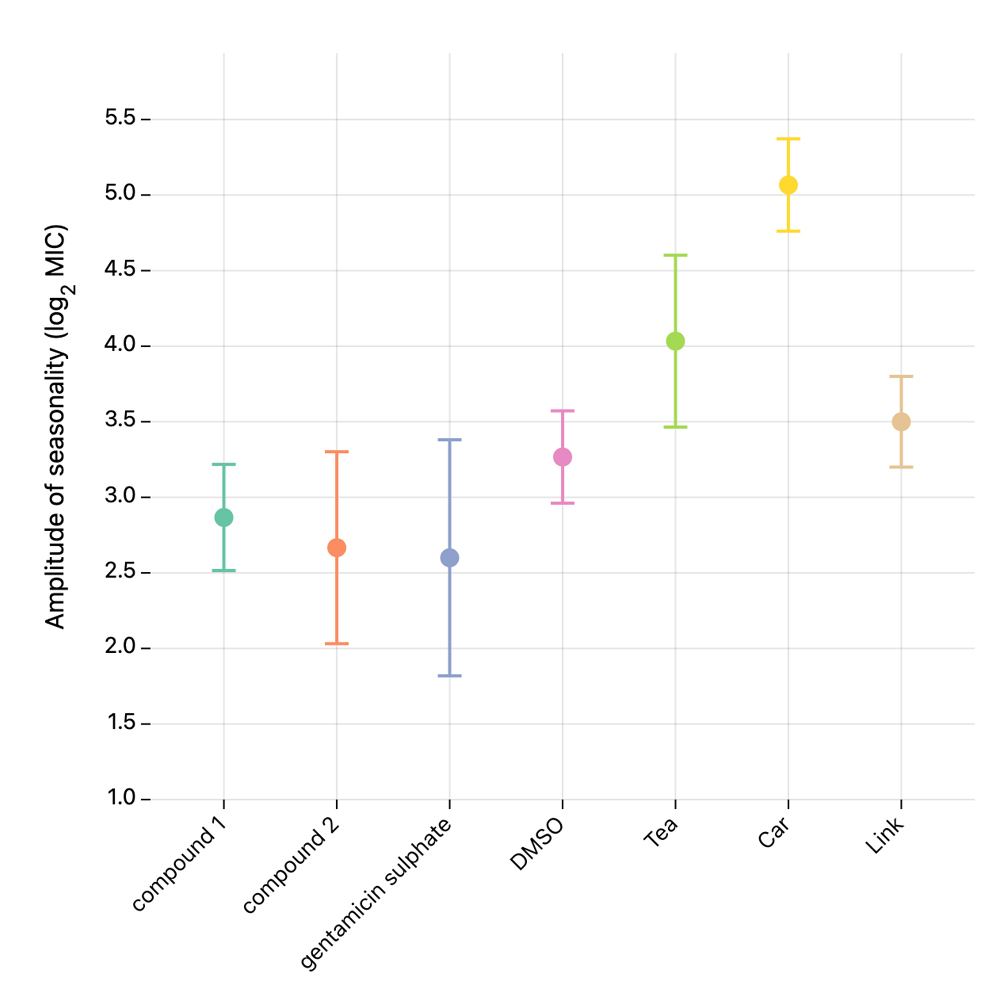 Amplitude of seasonality (log2 MIC)
5.5
5.0
4.5
4.0
3.5
3.0
2.5
2.0
1.5
1.0
compound 1
compound 2
gentamicin sulphate
DMSO
Tea
Car
Link